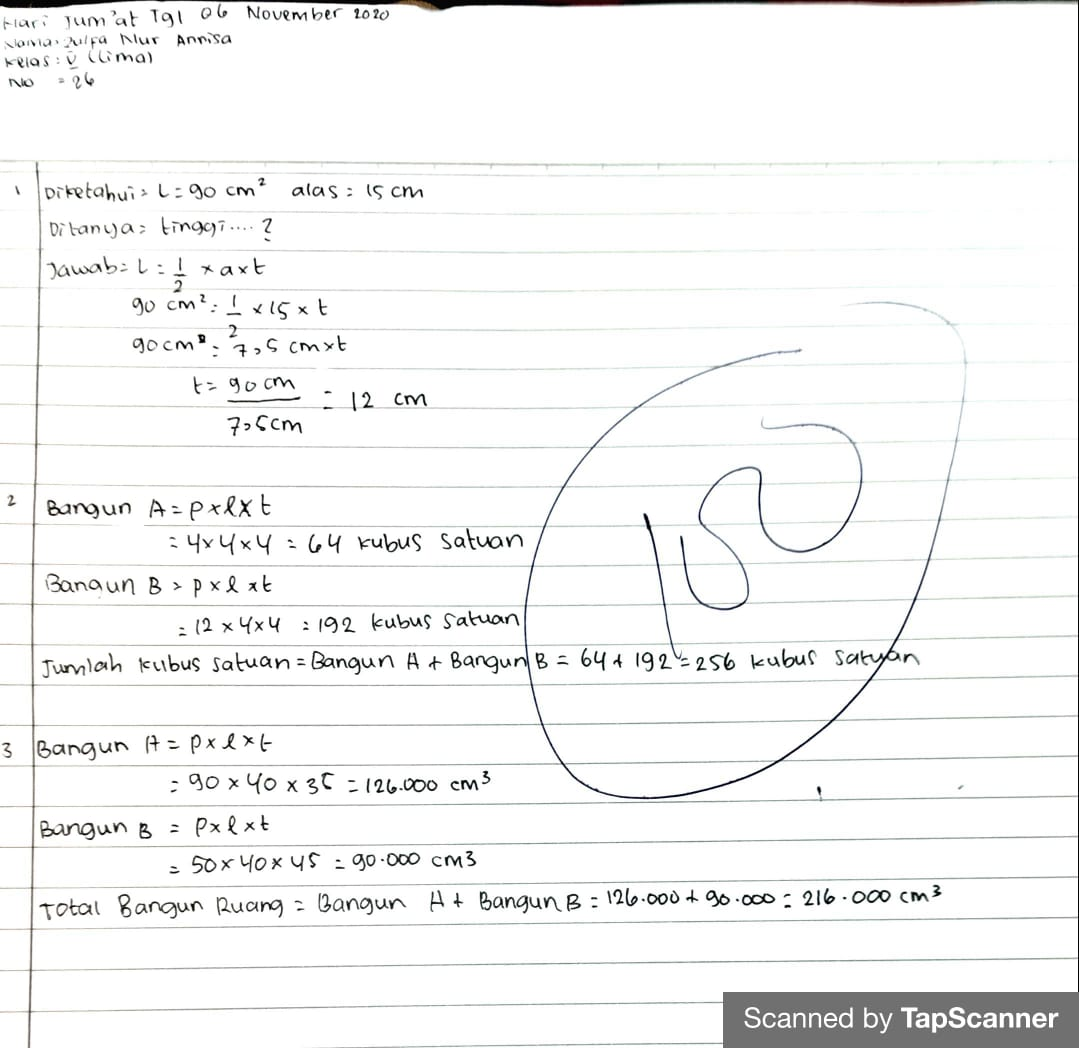 Hari Jum'at Tgl 06 November 2020
Nama: Zulfa Nur Annisa
Kelas : V (Lima)
No = 26
1 Diketahui = L = 90 cm² alas = 15 cm
Ditanya = tinggi .... ?
Jawab = L = 1/2 x a x t
90 cm² = 1/2 x 15 x t
90 cm² = 7,5 cm x t
t = 90 cm / 7,5 cm = 12 cm
2 Bangun A = p x l x t
= 4 x 4 x 4 = 64 kubus satuan
Bangun B = p x l x t
= 12 x 4 x 4 = 192 kubus satuan
Jumlah kubus satuan = Bangun A + Bangun B = 64 + 192 = 256 kubus satuan
3 Bangun A = p x l x t
= 90 x 40 x 35 = 126.000 cm³
Bangun B = p x l x t
= 50 x 40 x 45 = 90.000 cm3
Total Bangun Ruang = Bangun A + Bangun B = 126.000 + 90.000 = 216.000 cm³
Scanned by TapScanner